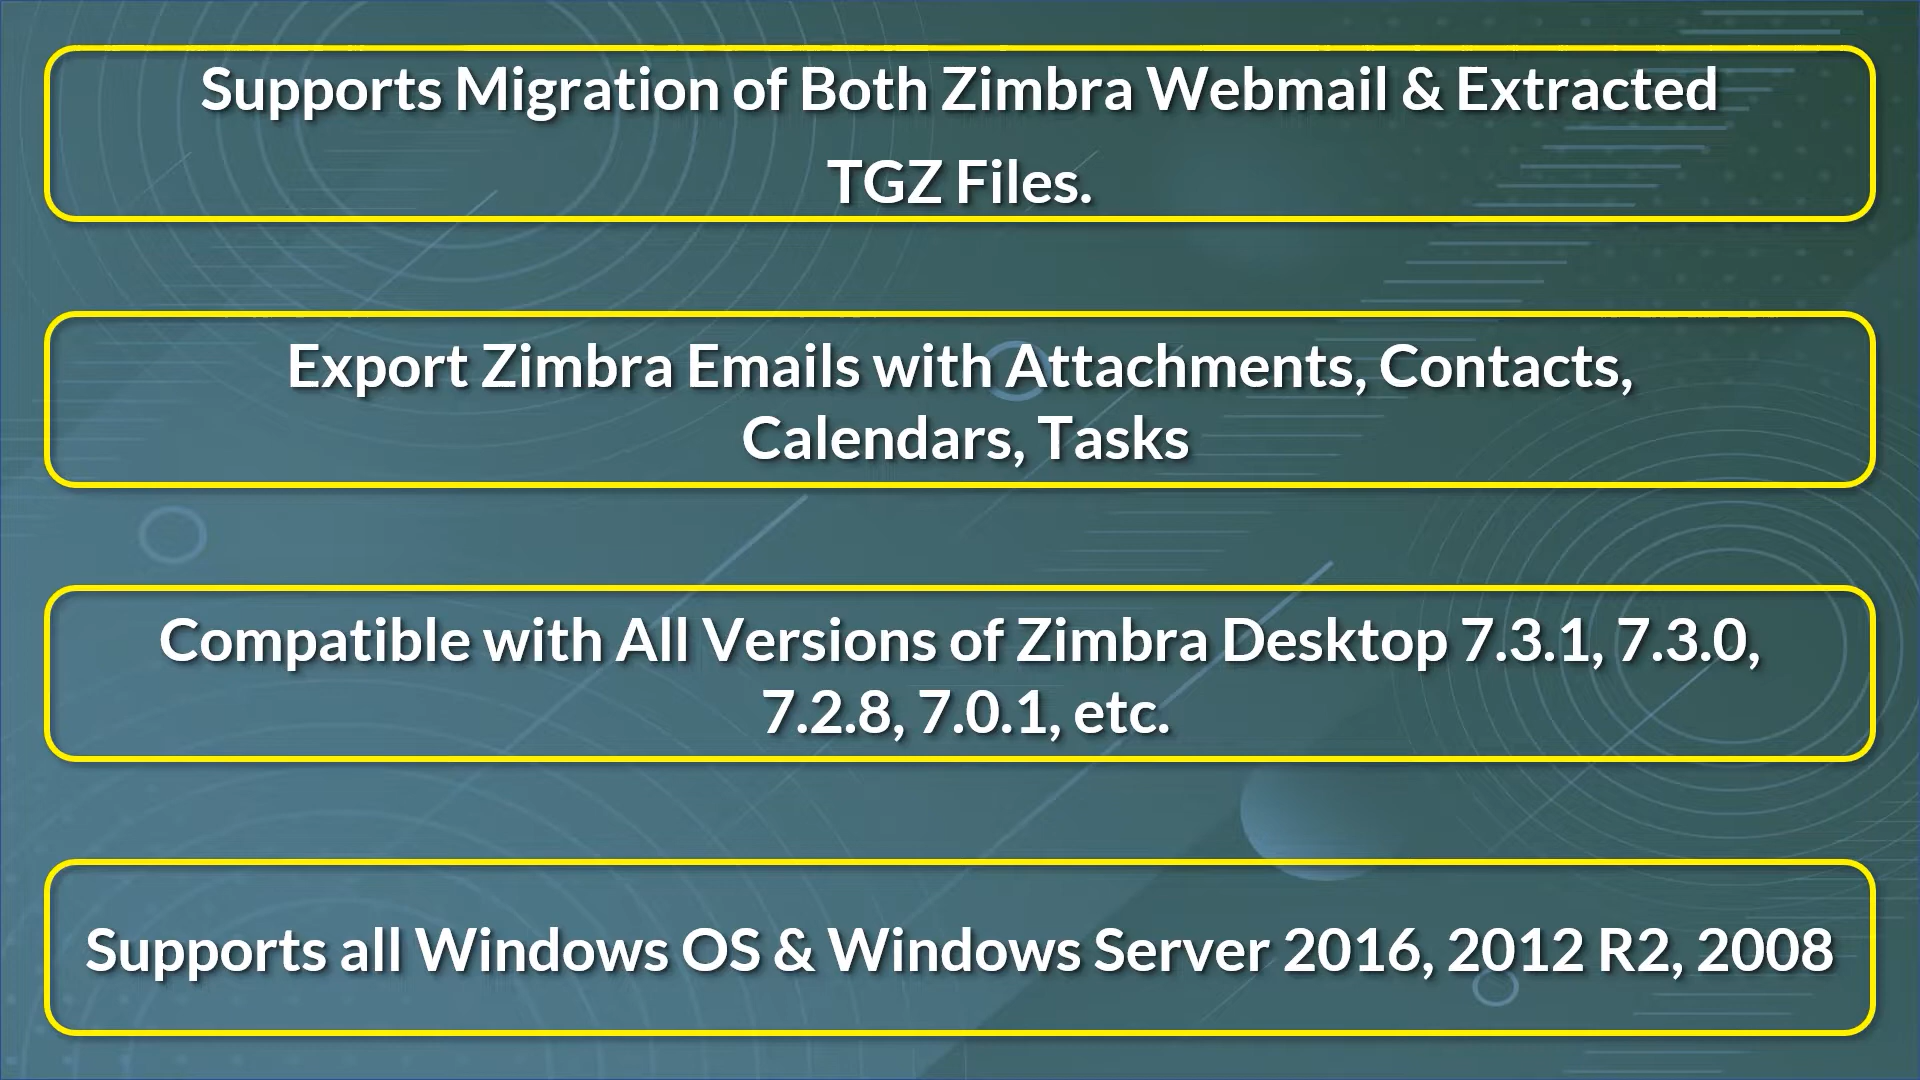 Supports Migration of Both Zimbra Webmail & Extracted
TGZ Files.
Export Zimbra Emails with Attachments, Contacts,
Calendars, Tasks
Compatible with All Versions of Zimbra Desktop 7.3.1, 7.3.0,
7.2.8, 7.0.1, etc.
Supports all Windows OS & Windows Server 2016, 2012 R2, 2008